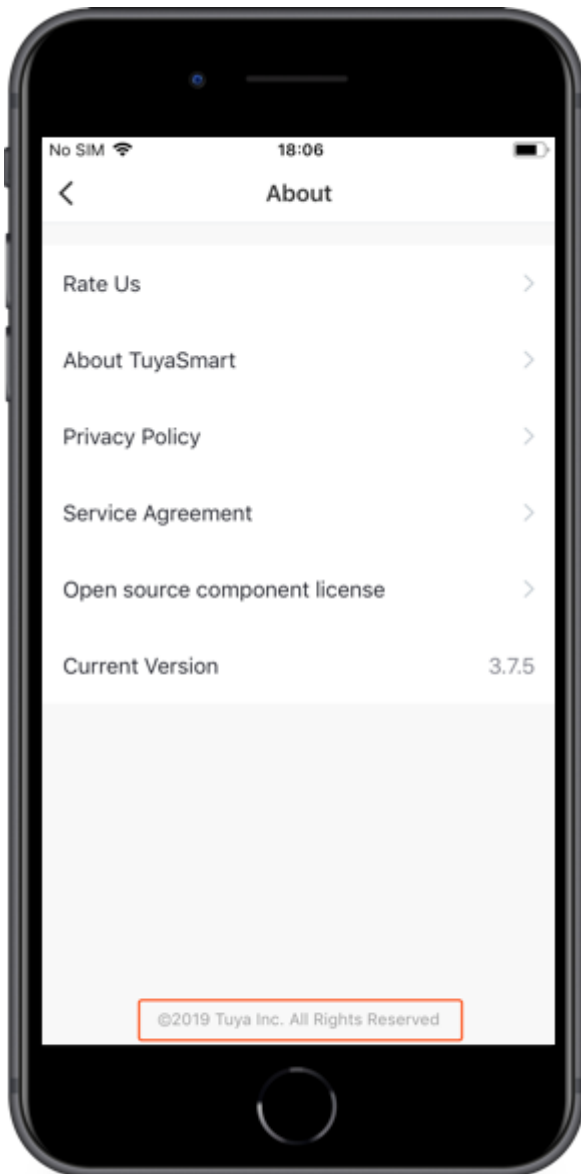 No SIM 18:06
About
Rate Us
About TuyaSmart
Privacy Policy
Service Agreement
Open source component license
Current Version 3.7.5
©2019 Tuya Inc. All Rights Reserved